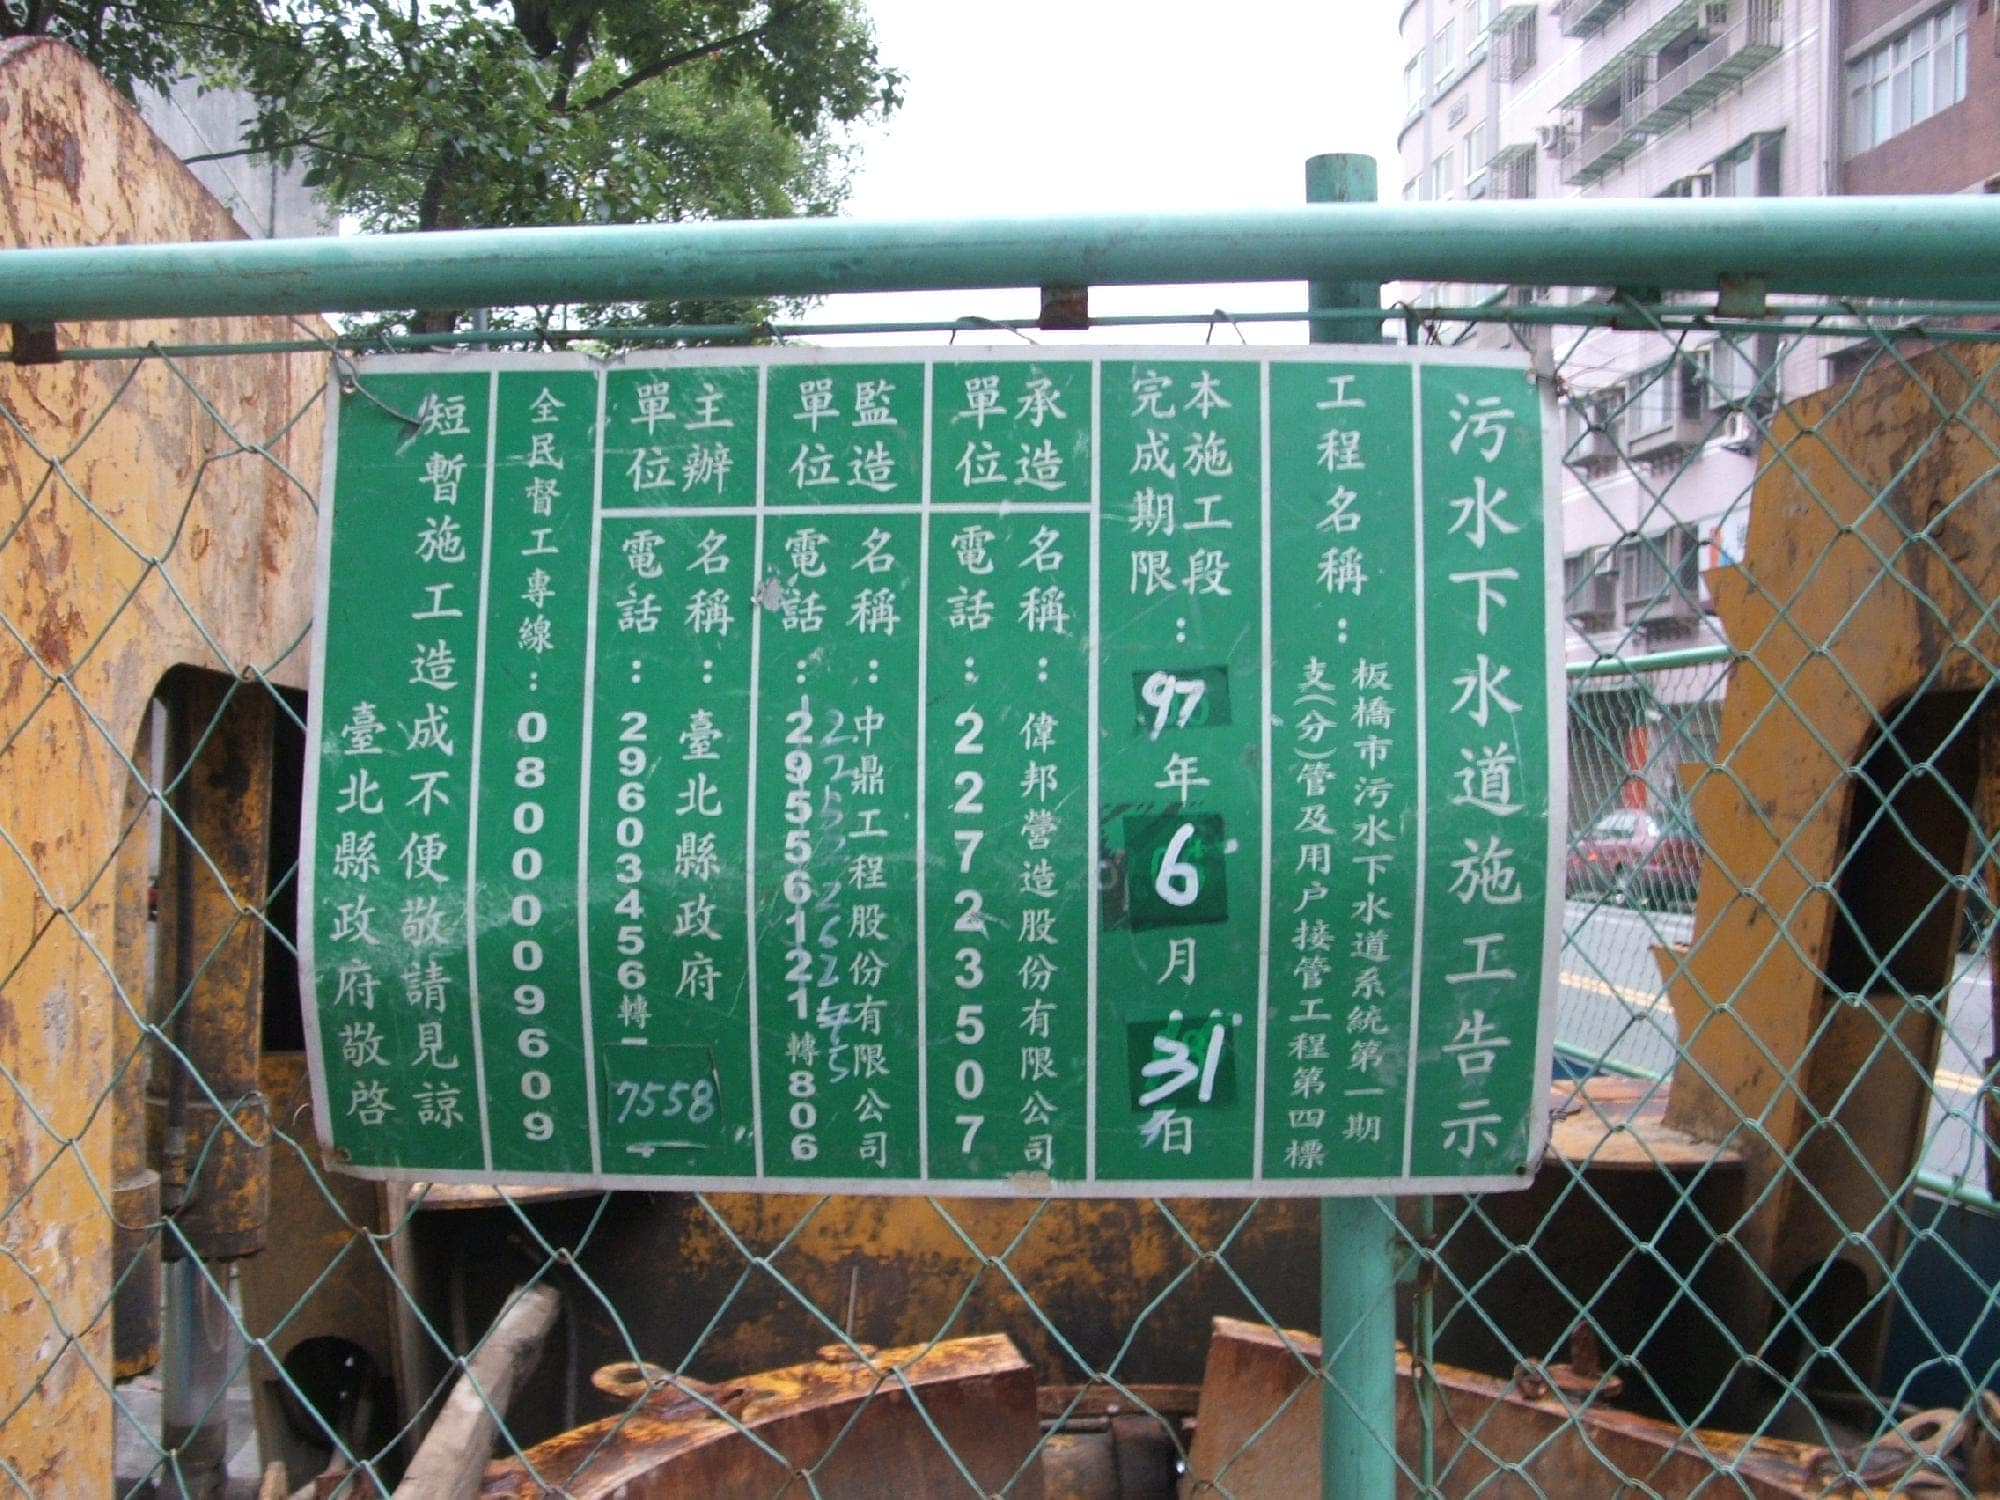 污水下水道施工告示
工程名稱：
板橋市污水下水道系統第一期
支(分)管及用户接管工程第四標
本施工段
完成期限：
97年6月31日
承造
單位
名稱：偉邦營造股份有限公司
電話：22723507
監造
單位
名稱：中鼎工程股份有限公司
電話：29556121轉806
主辦
單位
名稱：臺北縣政府
電話：29603456轉
7558
全民督工專線：0800009609
短暫施工造成不便敬請見諒
臺北縣政府敬啓